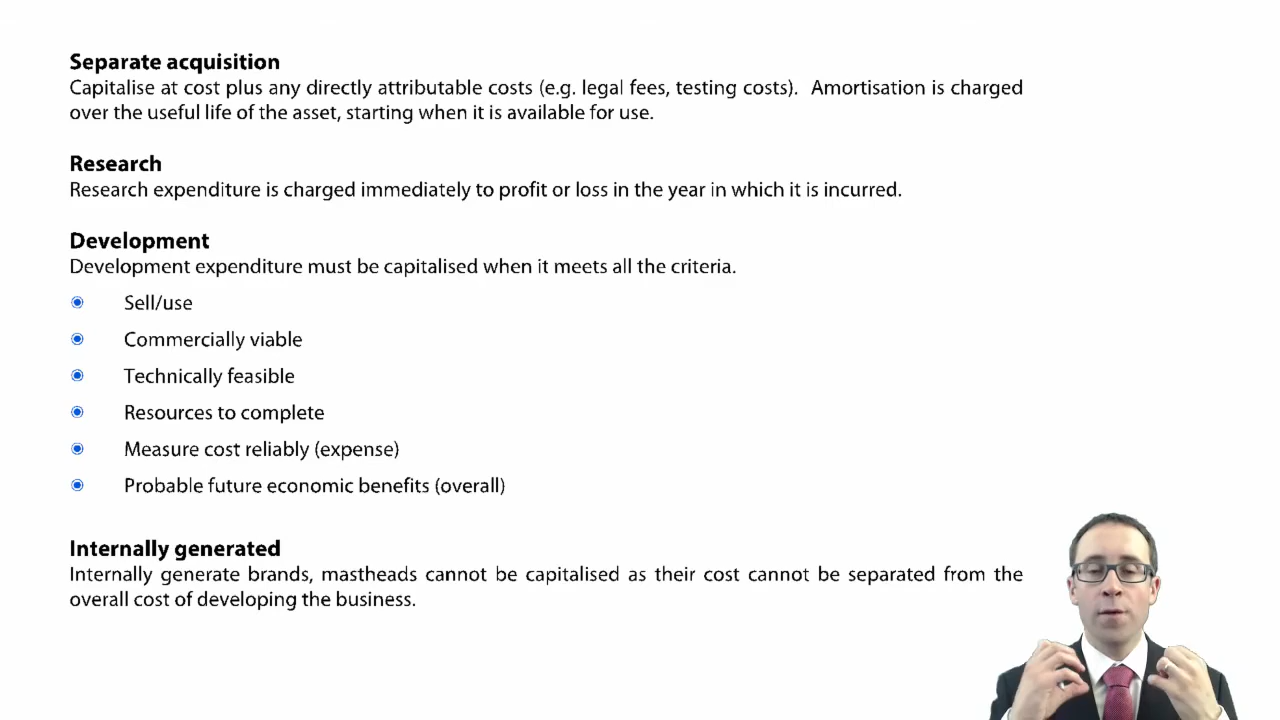 Separate acquisition
Capitalise at cost plus any directly attributable costs (e.g. legal fees, testing costs).  Amortisation is charged
over the useful life of the asset, starting when it is available for use.
Research
Research expenditure is charged immediately to profit or loss in the year in which it is incurred.
Development
Development expenditure must be capitalised when it meets all the criteria.
Sell/use
Commercially viable
Technically feasible
Resources to complete
Measure cost reliably (expense)
Probable future economic benefits (overall)
Internally generated
Internally generate brands, mastheads cannot be capitalised as their cost cannot be separated from the
overall cost of developing the business.